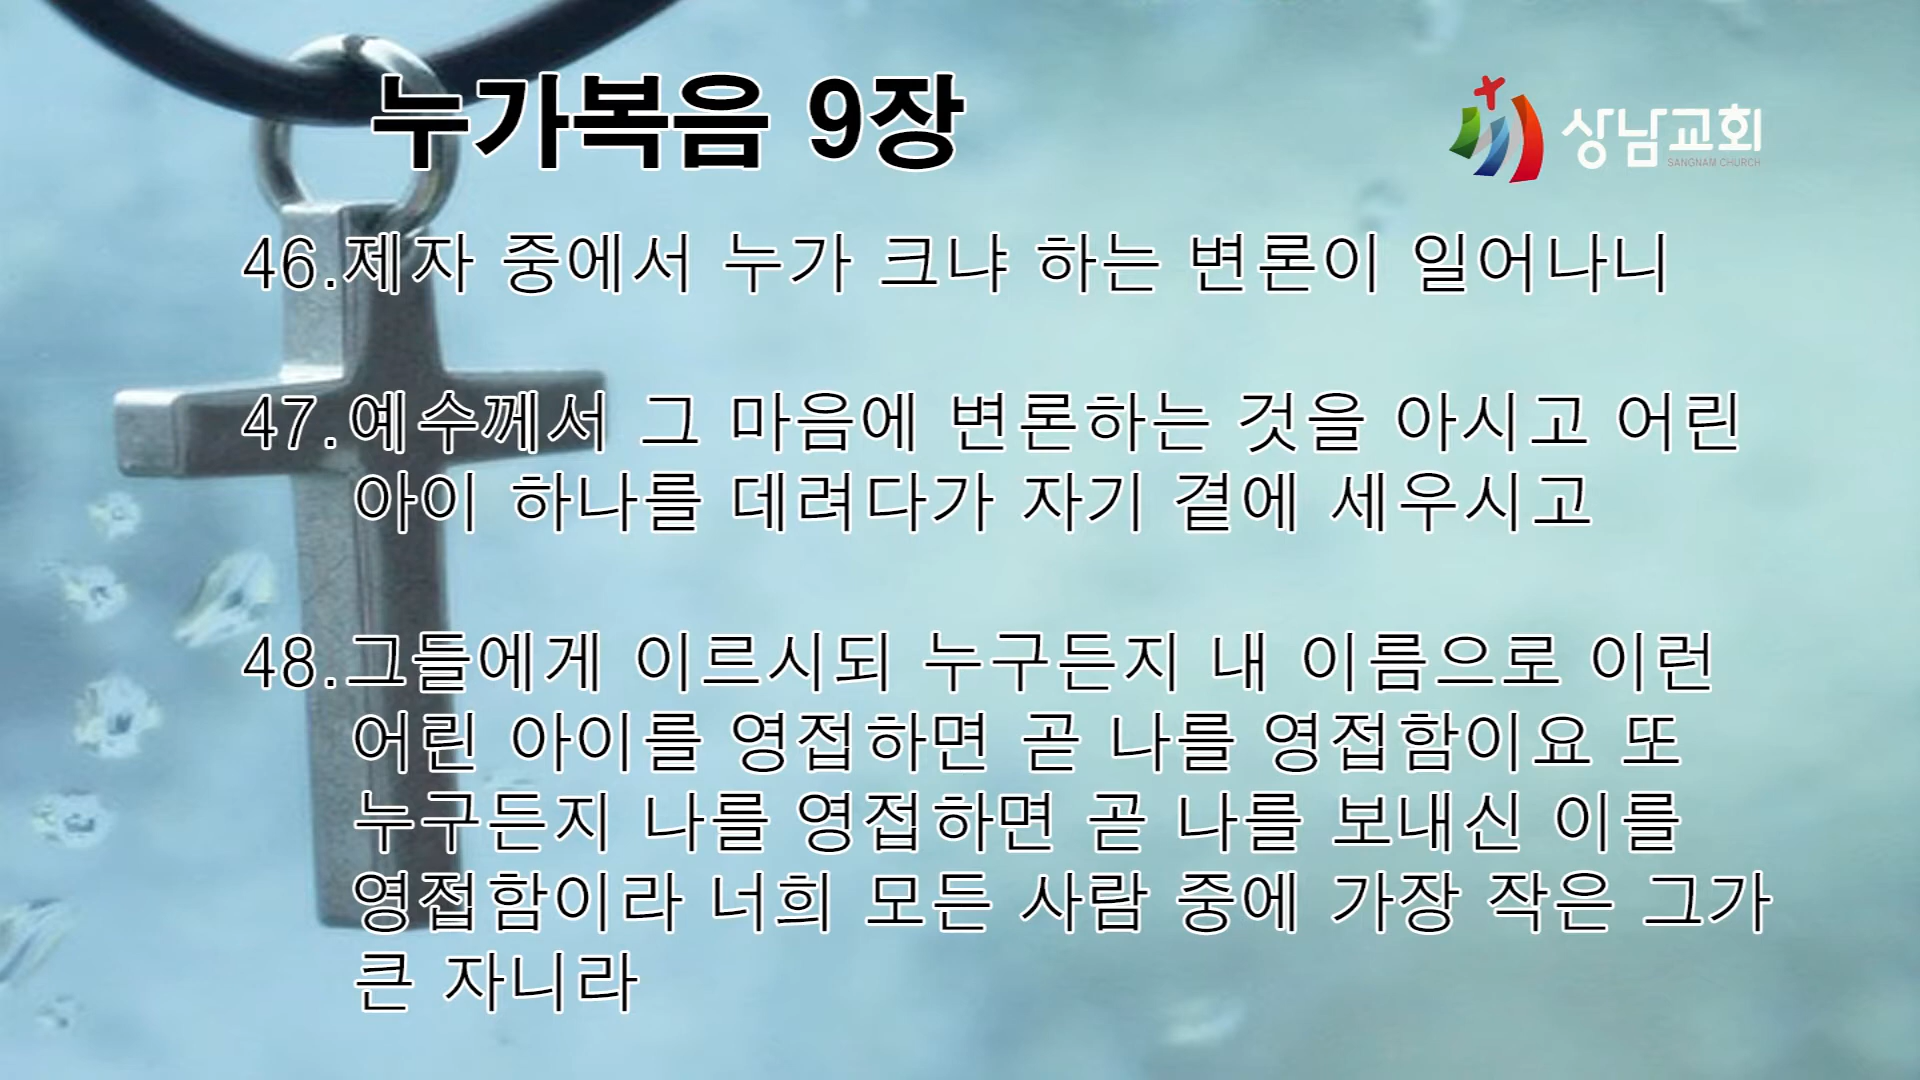 누가복음 9장
상남교회
SANGNAM CHURCH
46.제자 중에서 누가 크냐 하는 변론이 일어나니
47.예수께서 그 마음에 변론하는 것을 아시고 어린
아이 하나를 데려다가 자기 곁에 세우시고
48.그들에게 이르시되 누구든지 내 이름으로 이런
어린 아이를 영접하면 곧 나를 영접함이요 또
누구든지 나를 영접하면 곧 나를 보내신 이를
영접함이라 너희 모든 사람 중에 가장 작은 그가
큰 자니라